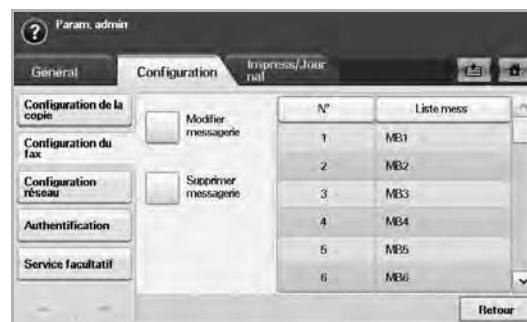 Param. admin
Général
Configuration
Impress/Jour
nal
Configuration de la
copie
Configuration du
fax
Configuration
réseau
Authentification
Service facultatif
Modifier
messagerie
Supprimer
messagerie
N° Liste mess
1 MB1
2 MB2
3 MB3
4 MB4
5 MB5
6 MB6
Retour